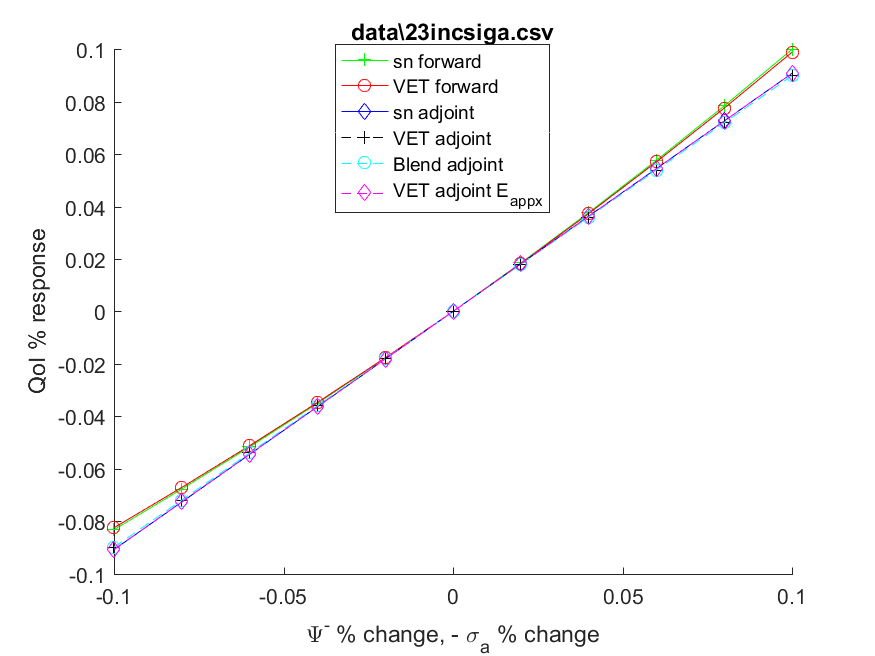 data\23incsiga.csv
sn forward
VET forward
sn adjoint
VET adjoint
Blend adjoint
VET adjoint E_appx
QoI % response
0.1
0.08
0.06
0.04
0.02
0
-0.02
-0.04
-0.06
-0.08
-0.1
-0.1
-0.05
0
0.05
0.1
Ψ⁻ % change, - σ_a % change